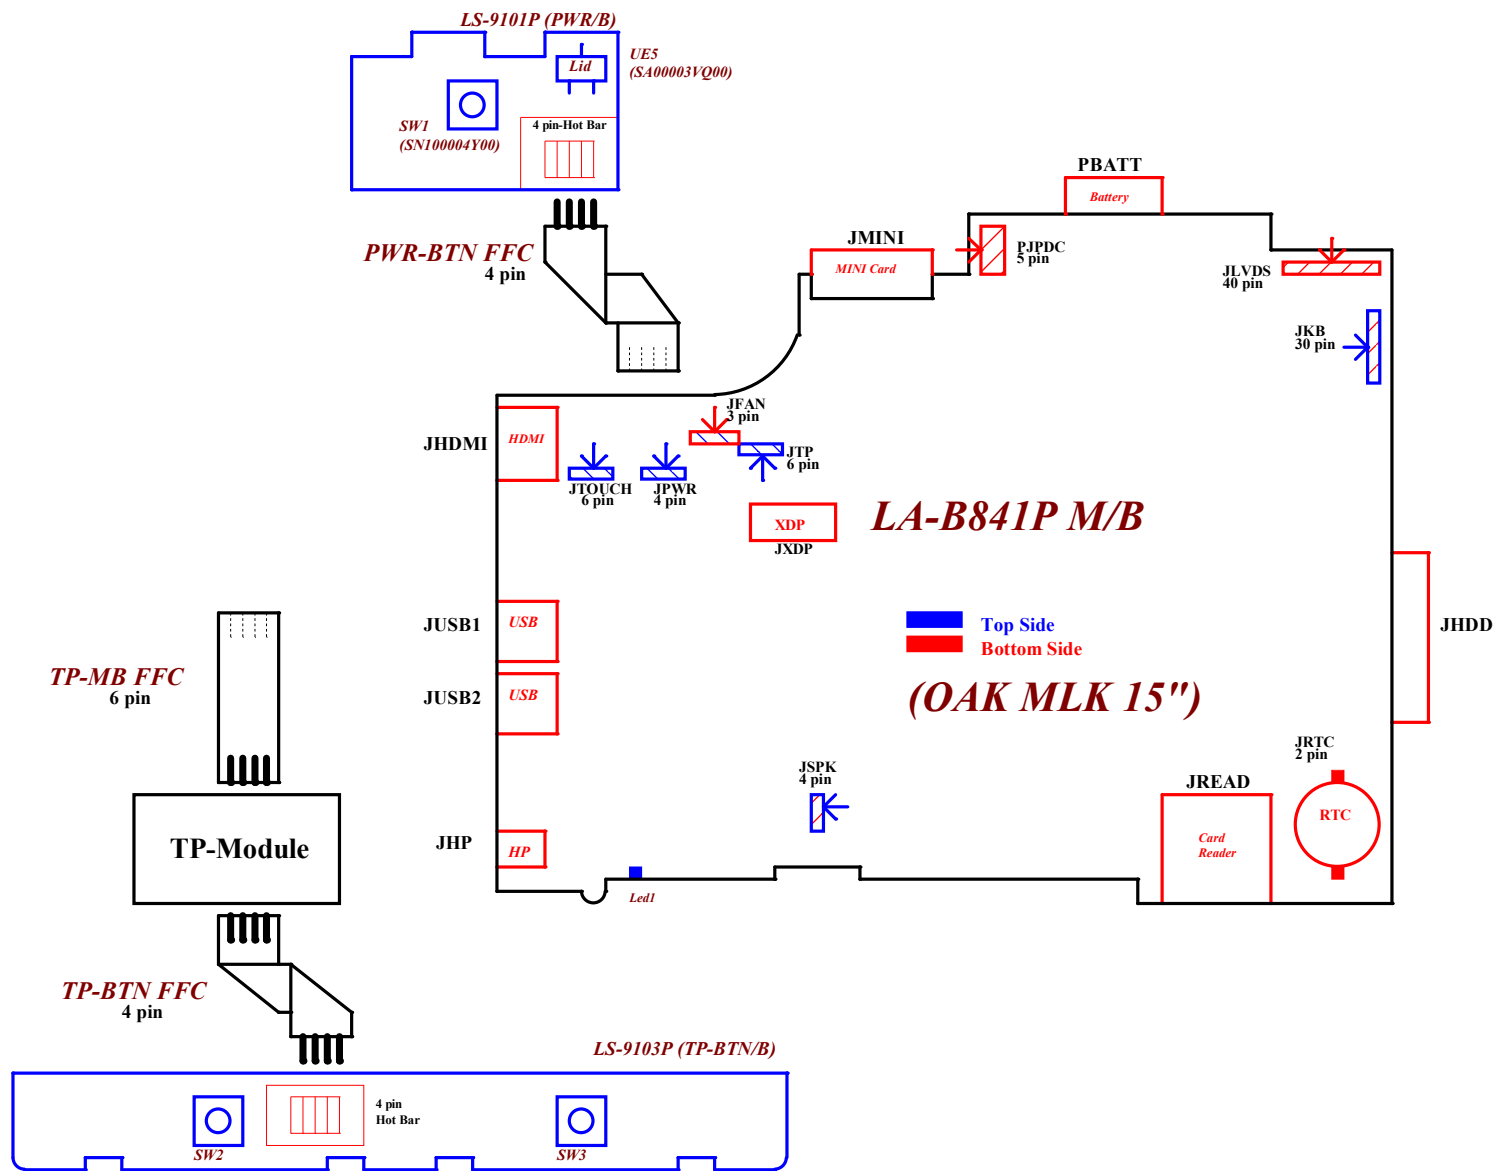 LS-9101P (PWR/B)
UE5
(SA00003VQ00)
Lid
SW1
(SN100004Y00)
4 pin-Hot Bar
PWR-BTN FFC
4 pin
PBATT
Battery
JMINI
MINI Card
PJPDC
5 pin
JLVDS
40 pin
JKB
30 pin
JFAN
3 pin
JHDMI
HDMI
JTP
6 pin
JTOUCH
6 pin
JPWR
4 pin
XDP
JXDP
LA-B841P M/B
Top Side
Bottom Side
(OAK MLK 15")
JUSB1
USB
JUSB2
USB
JHDD
TP-MB FFC
6 pin
JSPK
4 pin
JREAD
Card
Reader
JRTC
2 pin
RTC
JHP
HP
Led1
TP-Module
TP-BTN FFC
4 pin
LS-9103P (TP-BTN/B)
4 pin
Hot Bar
SW2
SW3